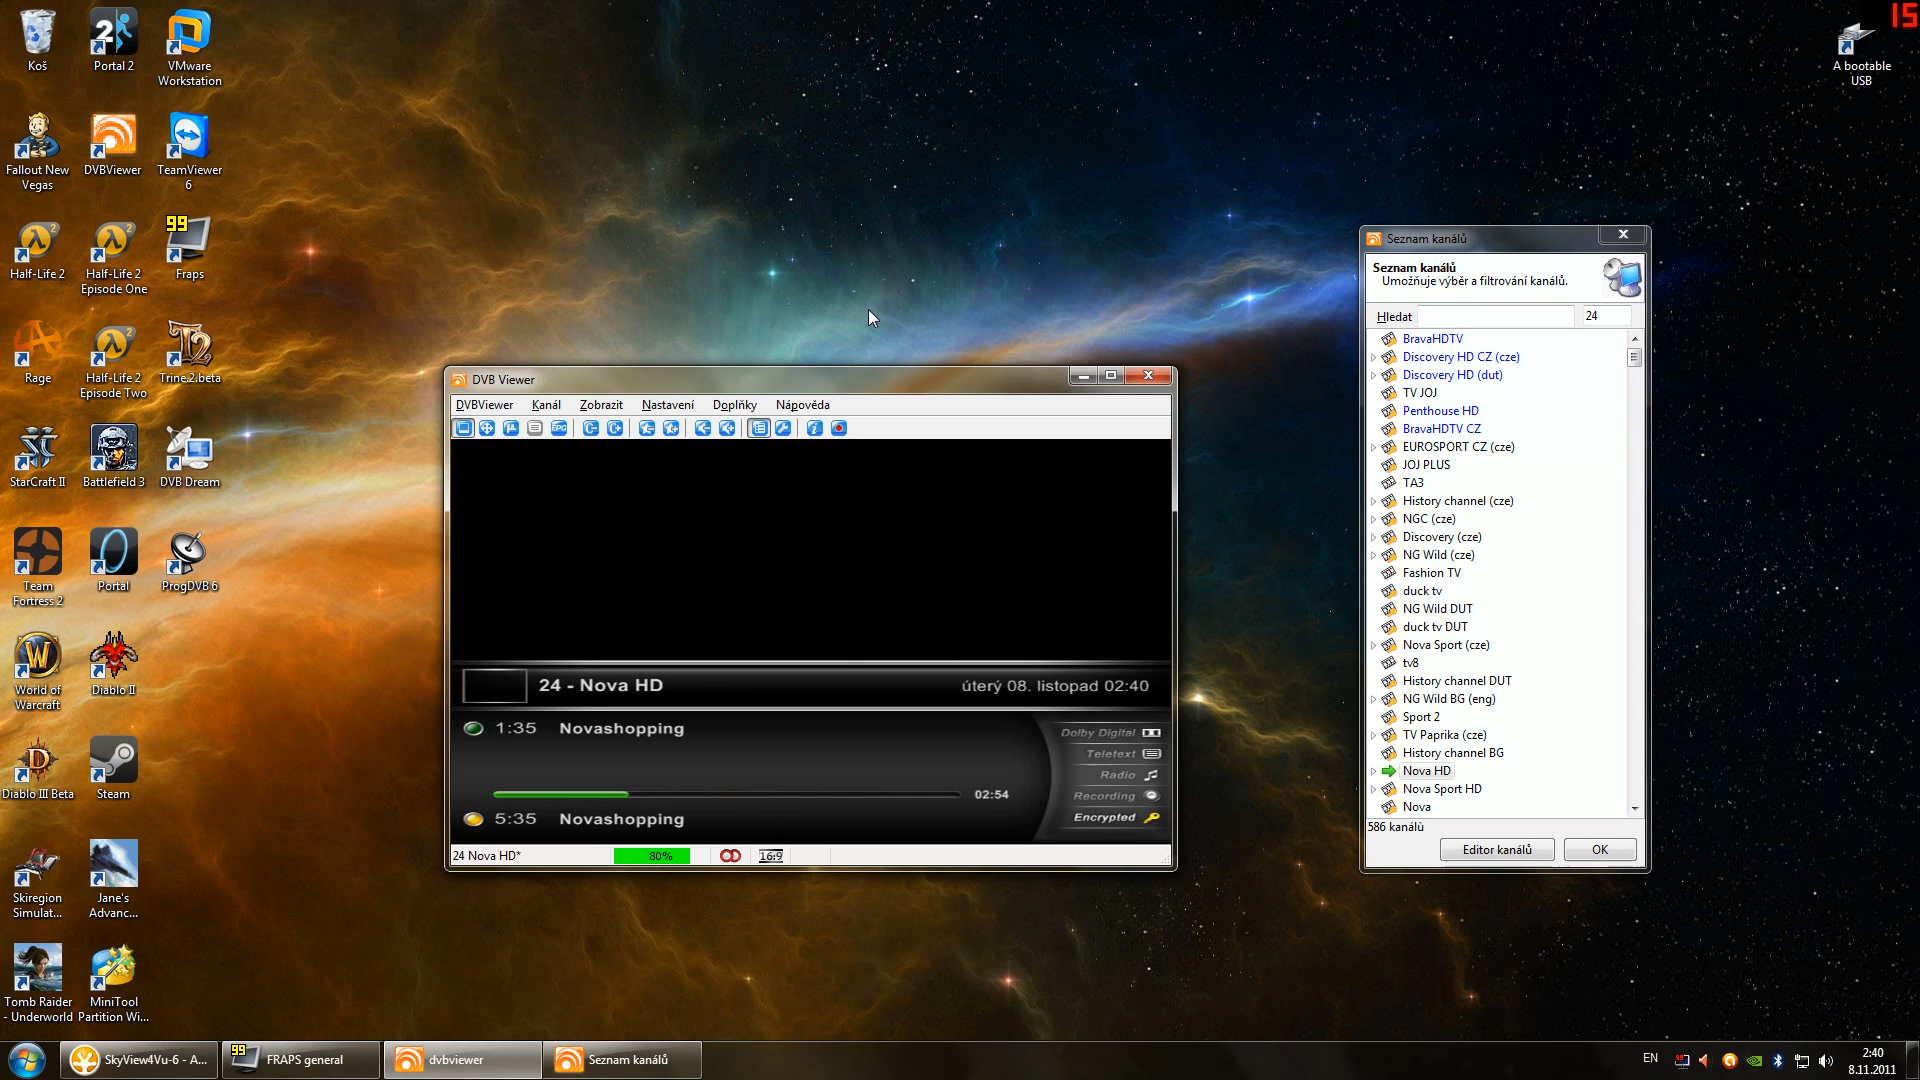 15
Koš
Portal 2
VMware
Workstation
A bootable
USB
Fallout New
Vegas
DVBViewer
TeamViewer
6
99
Half-Life 2
Half-Life 2
Episode One
Fraps
Rage
Half-Life 2
Episode Two
Trine.2.beta
StarCraft II
Battlefield 3
DVB Dream
Team
Fortress 2
Portal
ProgDVB 6
World of
Warcraft
Diablo II
Diablo III Beta
Steam
Skiregion
Simulat...
Jane's
Advanc...
Tomb Raider
- Underworld
MiniTool
Partition Wi...
DVB Viewer
DVBViewer Kanál Zobrazit Nastavení Doplňky Nápověda
EPG
24 - Nova HD
úterý 08. listopad 02:40
1:35 Novashopping
02:54
5:35 Novashopping
Dolby Digital
Teletext
Radio
Recording
Encrypted
24 Nova HD*
80%
16:9
Seznam kanálů
Seznam kanálů
Umožňuje výběr a filtrování kanálů.
Hledat
24
BravaHDTV
Discovery HD CZ (cze)
Discovery HD (dut)
TV JOJ
Penthouse HD
BravaHDTV CZ
EUROSPORT CZ (cze)
JOJ PLUS
TA3
History channel (cze)
NGC (cze)
Discovery (cze)
NG Wild (cze)
Fashion TV
duck tv
NG Wild DUT
duck tv DUT
Nova Sport (cze)
tv8
History channel DUT
NG Wild BG (eng)
Sport 2
TV Paprika (cze)
History channel BG
Nova HD
Nova Sport HD
Nova
586 kanálů
Editor kanálů
OK
SkyView4Vu-6 - A...
99
FRAPS general
dvbviewer
Seznam kanálů
EN
2:40
8.11.2011